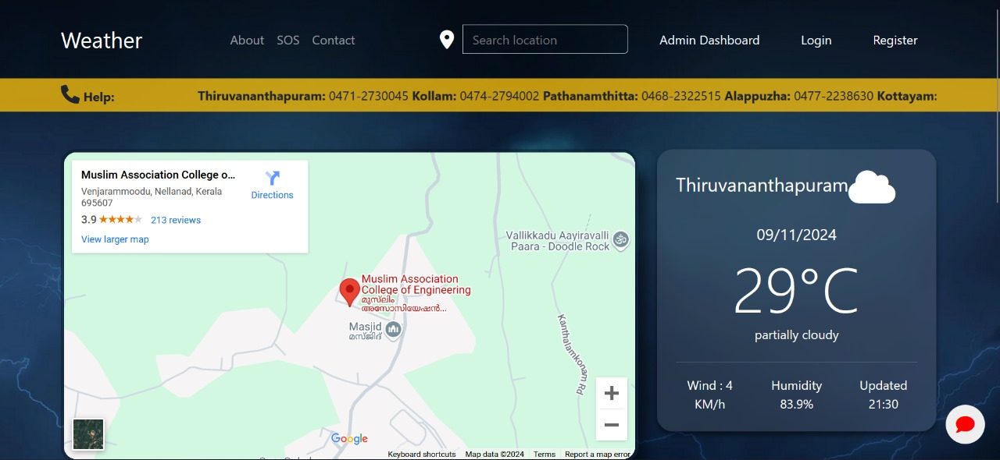 Weather
About SOS Contact
Search location
Admin Dashboard Login Register
Help:
Thiruvananthapuram: 0471-2730045 Kollam: 0474-2794002 Pathanamthitta: 0468-2322515 Alappuzha: 0477-2238630 Kottayam:
Muslim Association College o...
Venjarammoodu, Nellanad, Kerala
695607
Directions
3.9 213 reviews
View larger map
Vallikkadu Aayiravalli
Paara - Doodle Rock
Muslim Association
College of Engineering
മുസ്ലിം
അസോസിയേഷൻ...
Masjid
മസ്ജിദ്
Kanthalamkonam Rd
Google
Keyboard shortcuts Map data ©2024 Terms Report a map error
Thiruvananthapuram
09/11/2024
29°C
partially cloudy
Wind : 4
KM/h
Humidity
83.9%
Updated
21:30